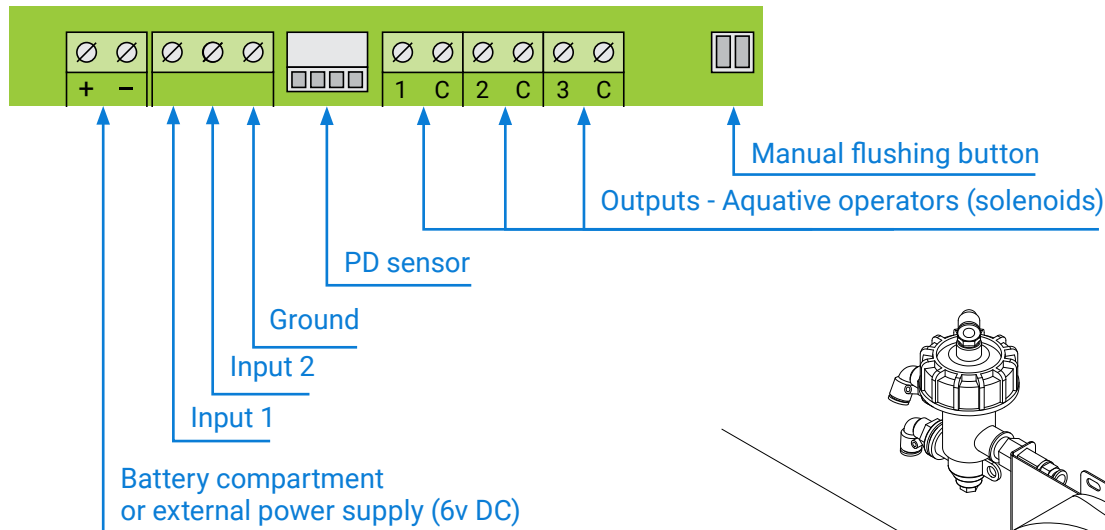 + − 1 C 2 C 3 C
Manual flushing button
Outputs - Aquative operators (solenoids)
PD sensor
Ground
Input 2
Input 1
Battery compartment
or external power supply (6v DC)